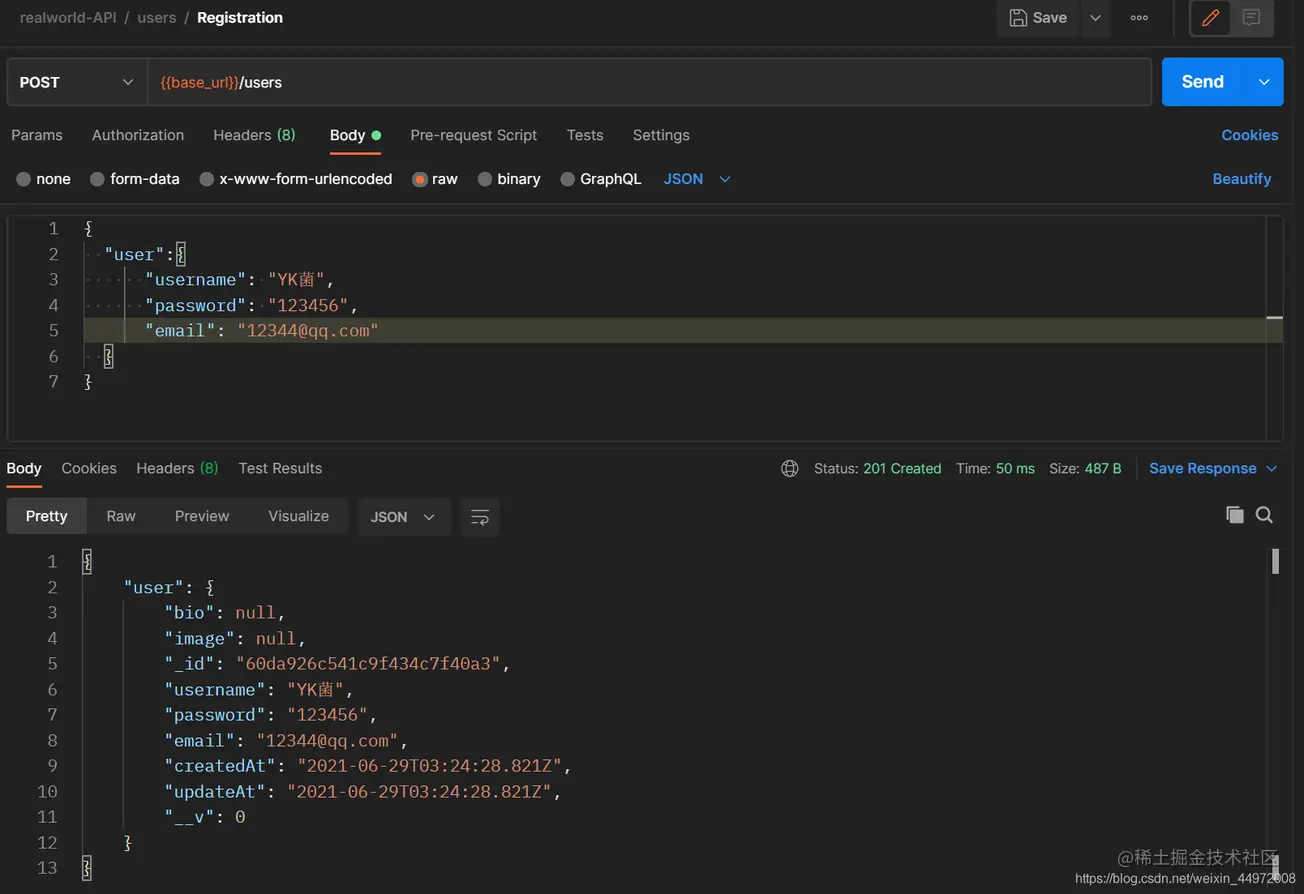 realworld-API / users / Registration Save ooo
POST {{base_url}}/users Send
Params Authorization Headers (8) Body Pre-request Script Tests Settings Cookies
none form-data x-www-form-urlencoded raw binary GraphQL JSON Beautify
1 {
2 "user":{
3 "username": "YK菌",
4 "password": "123456",
5 "email": "12344@qq.com"
6 }
7 }
Body Cookies Headers (8) Test Results Status: 201 Created Time: 50 ms Size: 487 B Save Response
Pretty Raw Preview Visualize JSON
1 {
2 "user": {
3 "bio": null,
4 "image": null,
5 "_id": "60da926c541c9f434c7f40a3",
6 "username": "YK菌",
7 "password": "123456",
8 "email": "12344@qq.com",
9 "createdAt": "2021-06-29T03:24:28.821Z",
10 "updateAt": "2021-06-29T03:24:28.821Z",
11 "__v": 0
12 }
13 }
@稀土掘金技术社区
https://blog.csdn.net/weixin_44972008